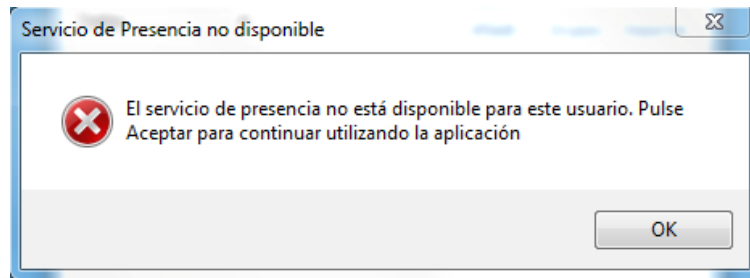 Servicio de Presencia no disponible
El servicio de presencia no está disponible para este usuario. Pulse
Aceptar para continuar utilizando la aplicación
OK